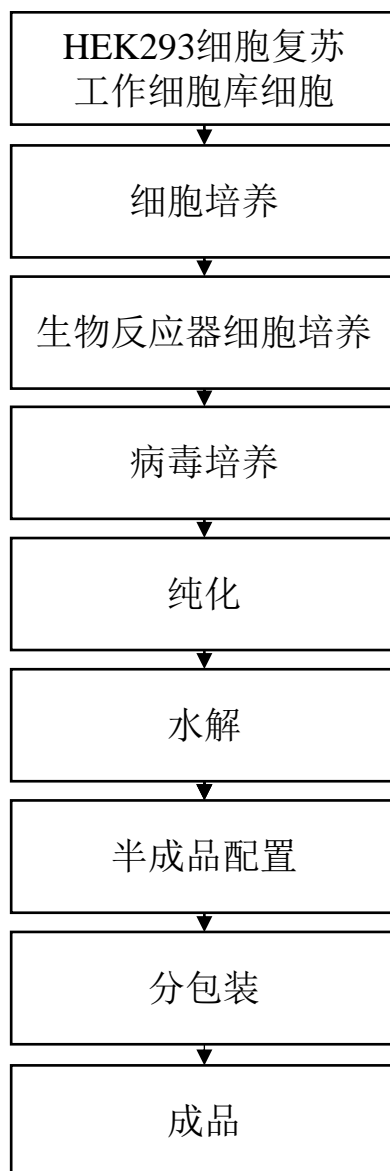 HEK293细胞复苏
工作细胞库细胞
细胞培养
生物反应器细胞培养
病毒培养
纯化
水解
半成品配置
分包装
成品